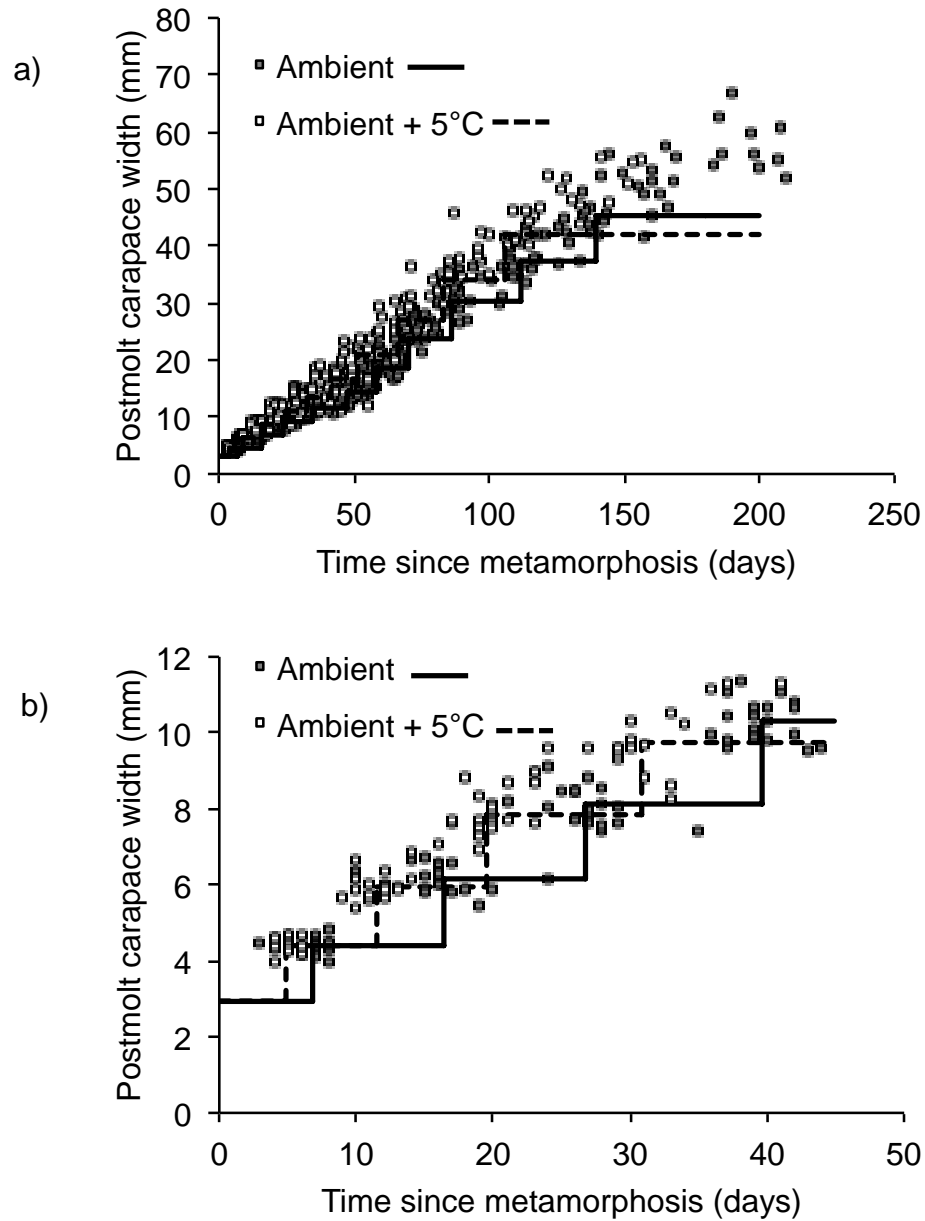 a)
Postmolt carapace width (mm)
80
70
60
50
40
30
20
10
0
Ambient
Ambient + 5°C
0 50 100 150 200 250
Time since metamorphosis (days)
b)
Postmolt carapace width (mm)
12
10
8
6
4
2
0
Ambient
Ambient + 5°C
0 10 20 30 40 50
Time since metamorphosis (days)